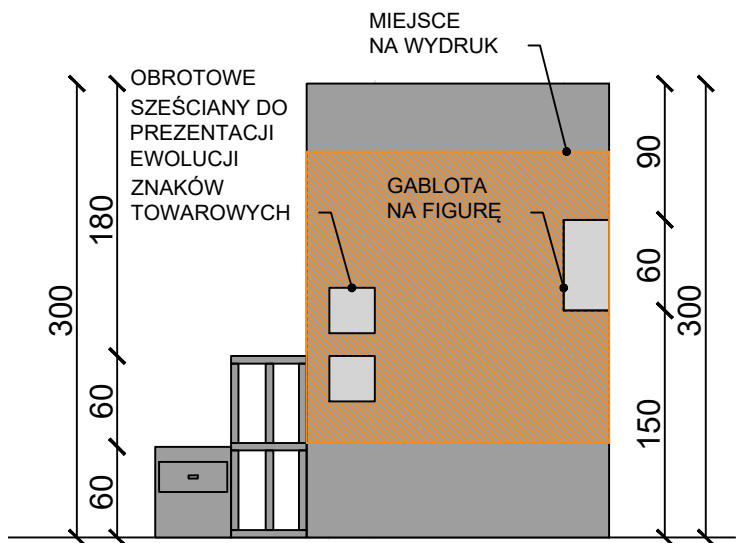 MIEJSCE
NA WYDRUK
OBROTOWE
SZEŚCIANY DO
PREZENTACJI
EWOLUCJI
ZNAKÓW
TOWAROWYCH
GABLOTA
NA FIGURĘ
300
180
60
60
90
60
150
300